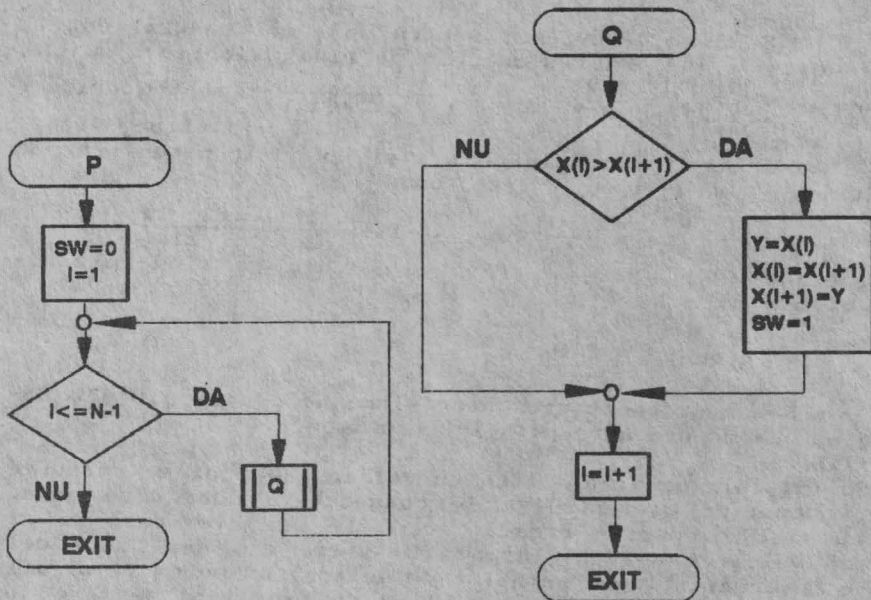 P
SW=0
I=1
I<=N-1
DA
NU
Q
EXIT
Q
X(I)>X(I+1)
NU
DA
Y=X(I)
X(I)=X(I+1)
X(I+1)=Y
SW=1
I=I+1
EXIT